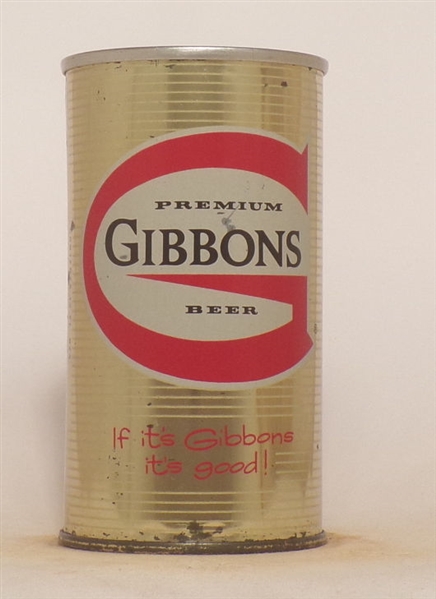 PREMIUM
GIBBONS
BEER
If it's Gibbons
it's good!